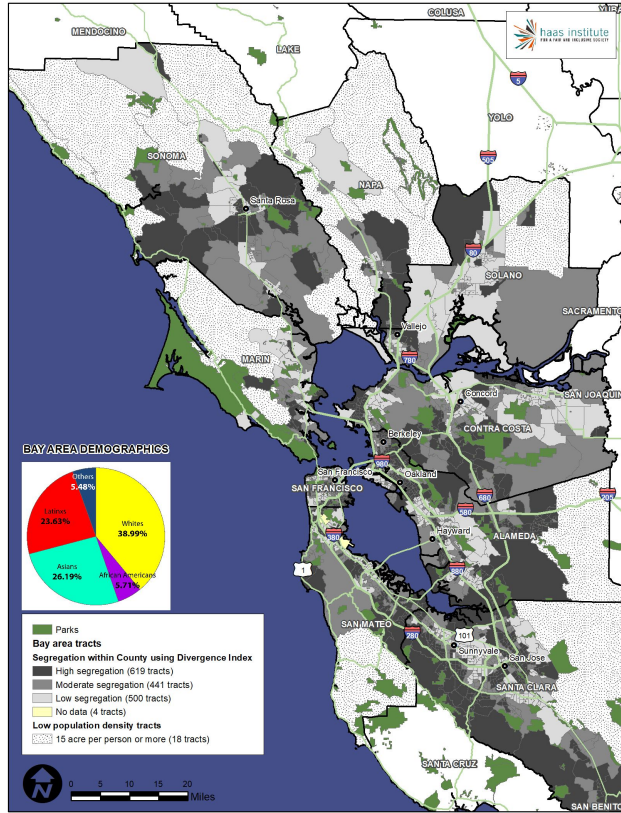 COLUSA
YUBA
MENDOCINO
haas institute
FOR A FAIR AND INCLUSIVE SOCIETY
LAKE
5
YOLO
505
SONOMA
NAPA
Santa Rosa
80
SOLANO
SACRAMENTO
Vallejo
MARIN
780
SAN JOAQUIN
Concord
CONTRA COSTA
Berkeley
BAY AREA DEMOGRAPHICS
980
San Francisco
Oakland
SAN FRANCISCO
680
205
580
Others
5.48%
Latinos
23.63%
Whites
38.99%
Asians
26.19%
African Americans
5.71%
380
Hayward
ALAMEDA
1
880
SAN MATEO
280
101
Sunnyvale
San Jose
SANTA CLARA
Parks
Bay area tracts
Segregation within County using Divergence Index
High segregation (619 tracts)
Moderate segregation (441 tracts)
Low segregation (500 tracts)
No data (4 tracts)
Low population density tracts
15 acre per person or more (18 tracts)
SANTA CRUZ
N
0 5 10 15 20
Miles
SAN BENITO